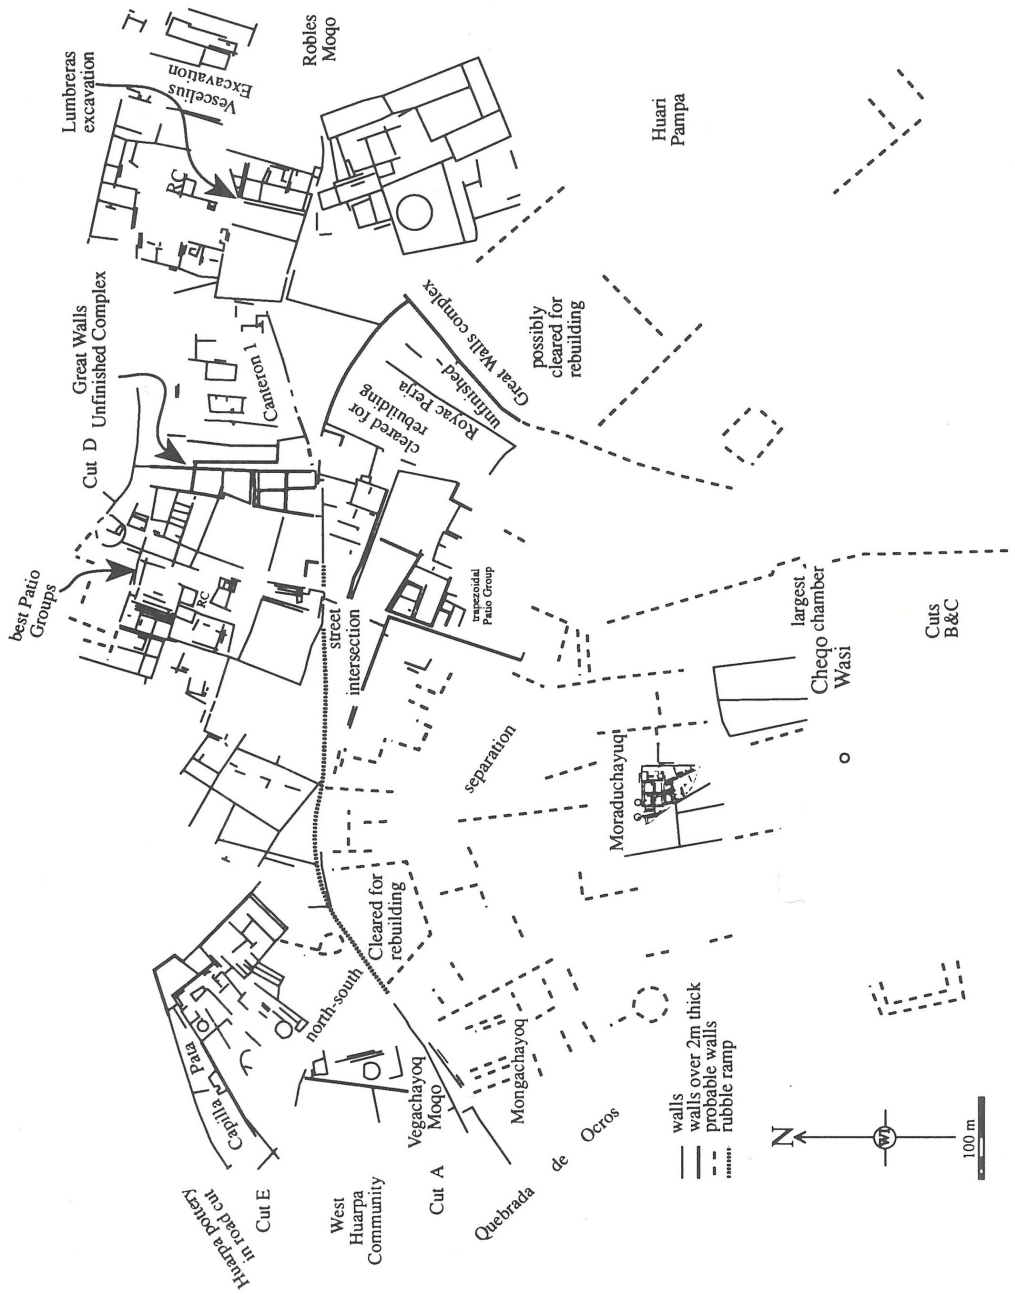 Huarpa pottery
in road cut
Cut E
West
Huarpa
Community
Cut A
Quebrada
de
Ocros
Capilla Pata
north-south
Vegachayoq
Moqo
Mongachayoq
Cleared for
rebuilding
separation
Moraduchayuq
best Patio
Groups
RC
street
intersection
trapezoidal
Patio Group
Cheqo
Wasi
largest
chamber
Cuts
B&C
Cut D
Great Walls
Unfinished Complex
Canteron 1
cleared for
rebuilding
Royac Perja
unfinished
Great Walls complex
possibly
cleared for
rebuilding
Lumbreras
excavation
RC
Vescelius
Excavation
Robles
Moqo
Huari
Pampa
walls
walls over 2m thick
probable walls
rubble ramp
N
WI
100 m